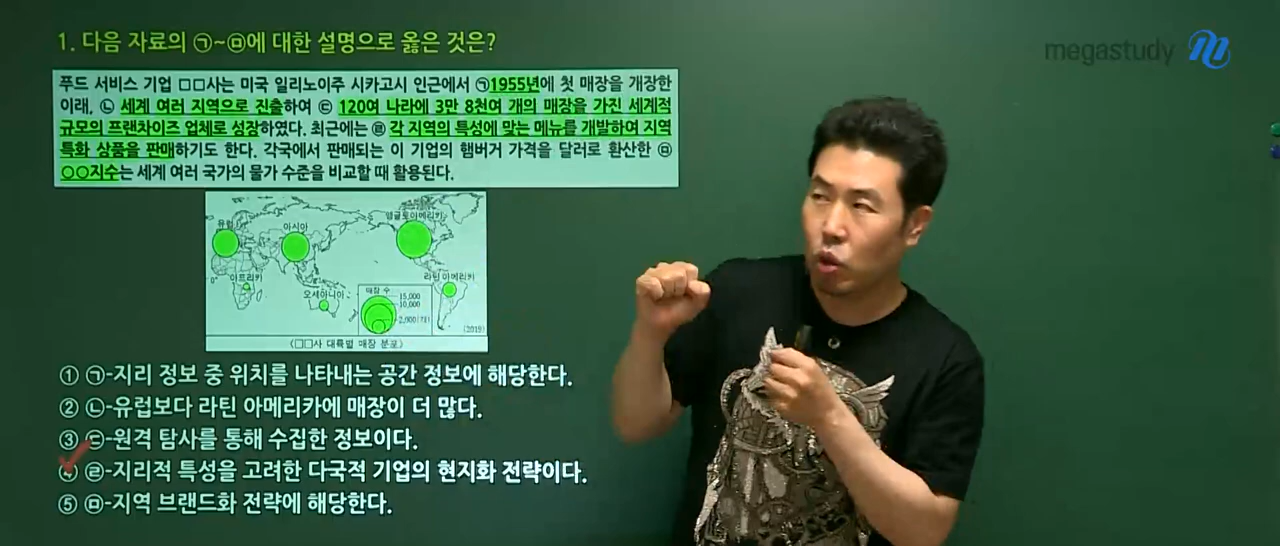 1. 다음 자료의 ㉠~㉤에 대한 설명으로 옳은 것은?
megastudy
푸드 서비스 기업 □□사는 미국 일리노이주 시카고시 인근에서 ㉠1955년에 첫 매장을 개장한
이래, ㉡ 세계 여러 지역으로 진출하여 ㉢ 120여 나라에 3만 8천여 개의 매장을 가진 세계적
규모의 프랜차이즈 업체로 성장하였다. 최근에는 ㉣ 각 지역의 특성에 맞는 메뉴를 개발하여 지역
특화 상품을 판매하기도 한다. 각국에서 판매되는 이 기업의 햄버거 가격을 달러로 환산한 ㉤
○○지수는 세계 여러 국가의 물가 수준을 비교할 때 활용된다.
유럽
아시아
앵글로아메리카
아프리카
오세아니아
라틴 아메리카
매장 수
15,000
10,000
2,000(개)
(2019)
〈□□사 대륙별 매장 분포〉
① ㉠-지리 정보 중 위치를 나타내는 공간 정보에 해당한다.
② ㉡-유럽보다 라틴 아메리카에 매장이 더 많다.
③ ㉢-원격 탐사를 통해 수집한 정보이다.
④ ㉣-지리적 특성을 고려한 다국적 기업의 현지화 전략이다.
⑤ ㉤-지역 브랜드화 전략에 해당한다.